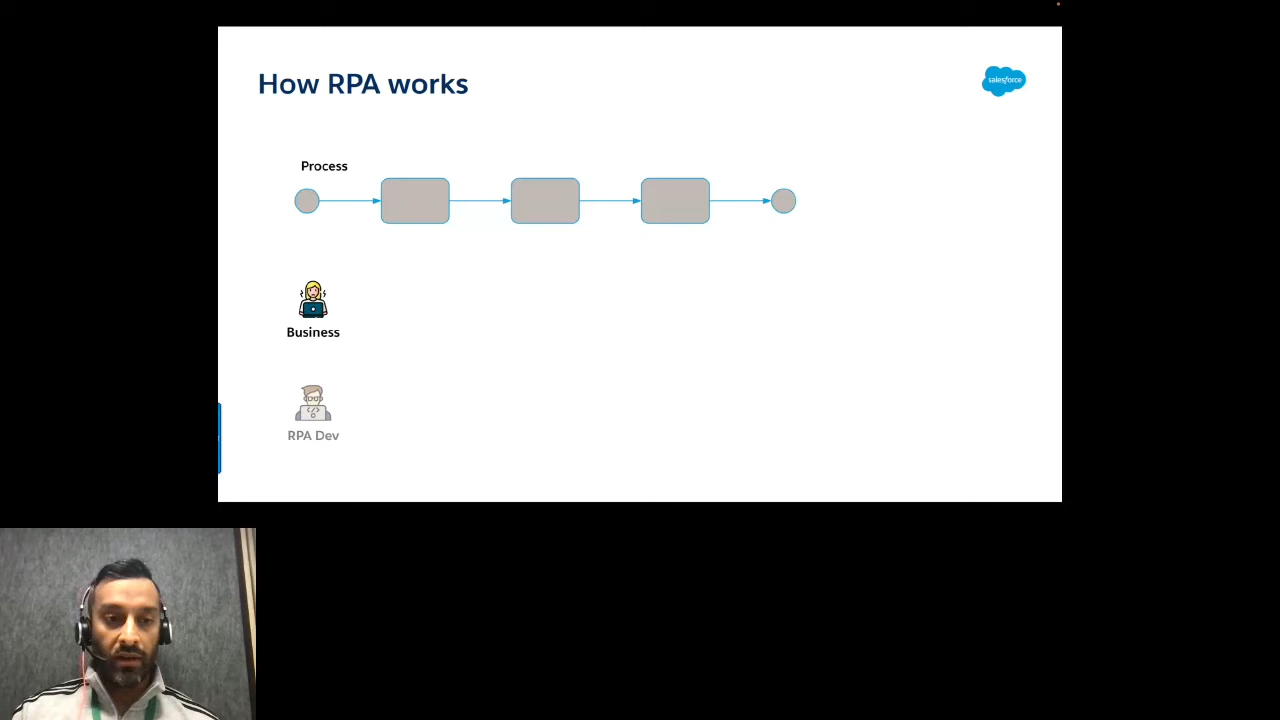 How RPA works
salesforce
Process
Business
RPA Dev